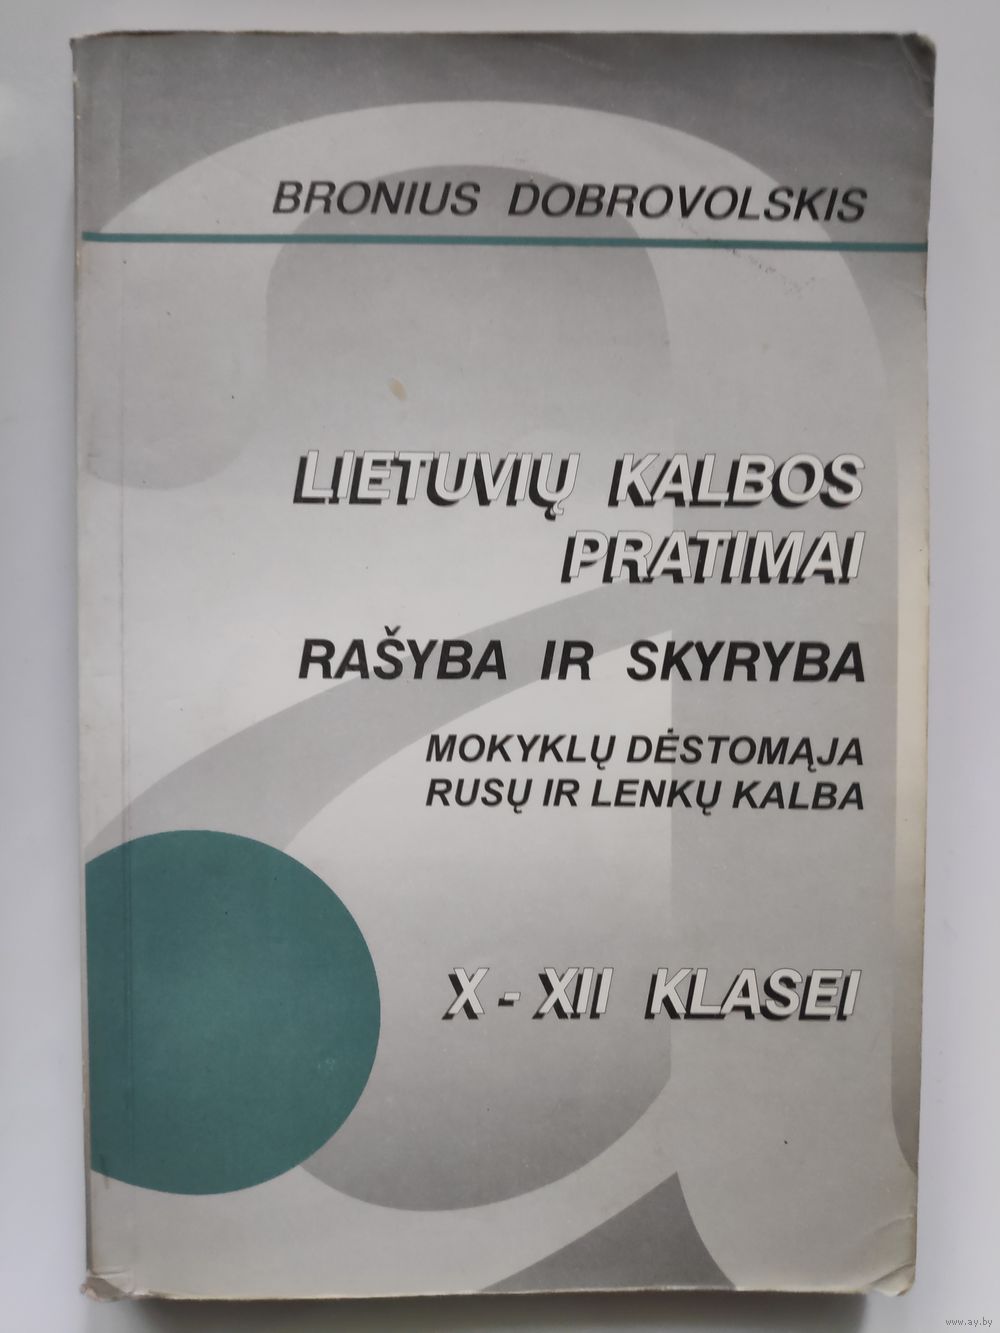 BRONIUS DOBROVOLSKIS
LIETUVIŲ KALBOS
PRATIMAI
RAŠYBA IR SKYRYBA
MOKYKLŲ DĖSTOMĄJA
RUSŲ IR LENKŲ KALBA
X - XII KLASEI
www.ay.by